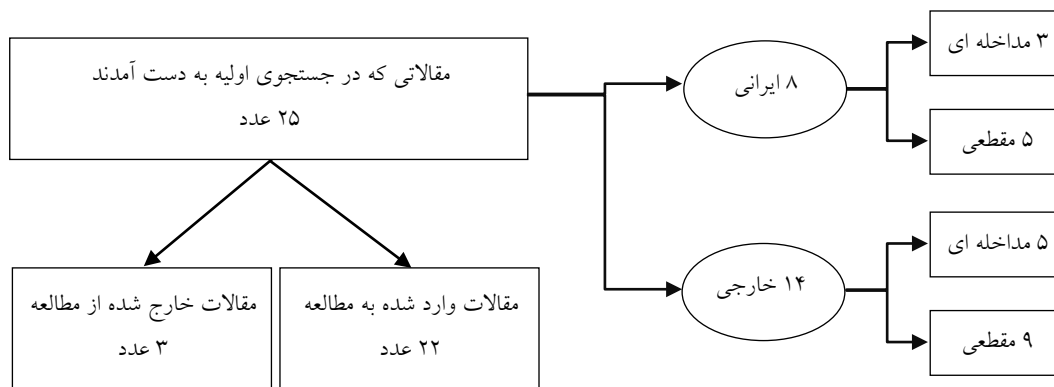 مقالاتی که در جستجوی اولیه به دست آمدند
۲۵ عدد
مقالات وارد شده به مطالعه
۲۲ عدد
مقالات خارج شده از مطالعه
۳ عدد
۸ ایرانی
۳ مداخله ای
۵ مقطعی
۱۴ خارجی
۵ مداخله ای
۹ مقطعی